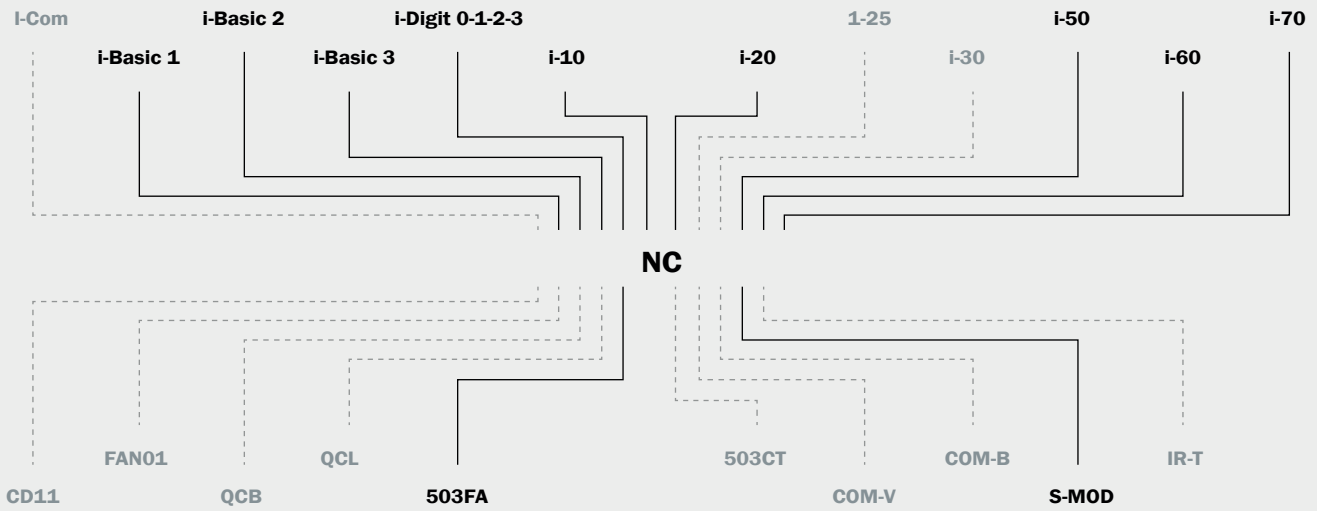 I-Com
i-Basic 2
i-Digit 0-1-2-3
1-25
i-50
i-70
i-Basic 1
i-Basic 3
i-10
i-20
i-30
i-60
NC
FAN01
QCL
503CT
COM-B
IR-T
CD11
QCB
503FA
COM-V
S-MOD